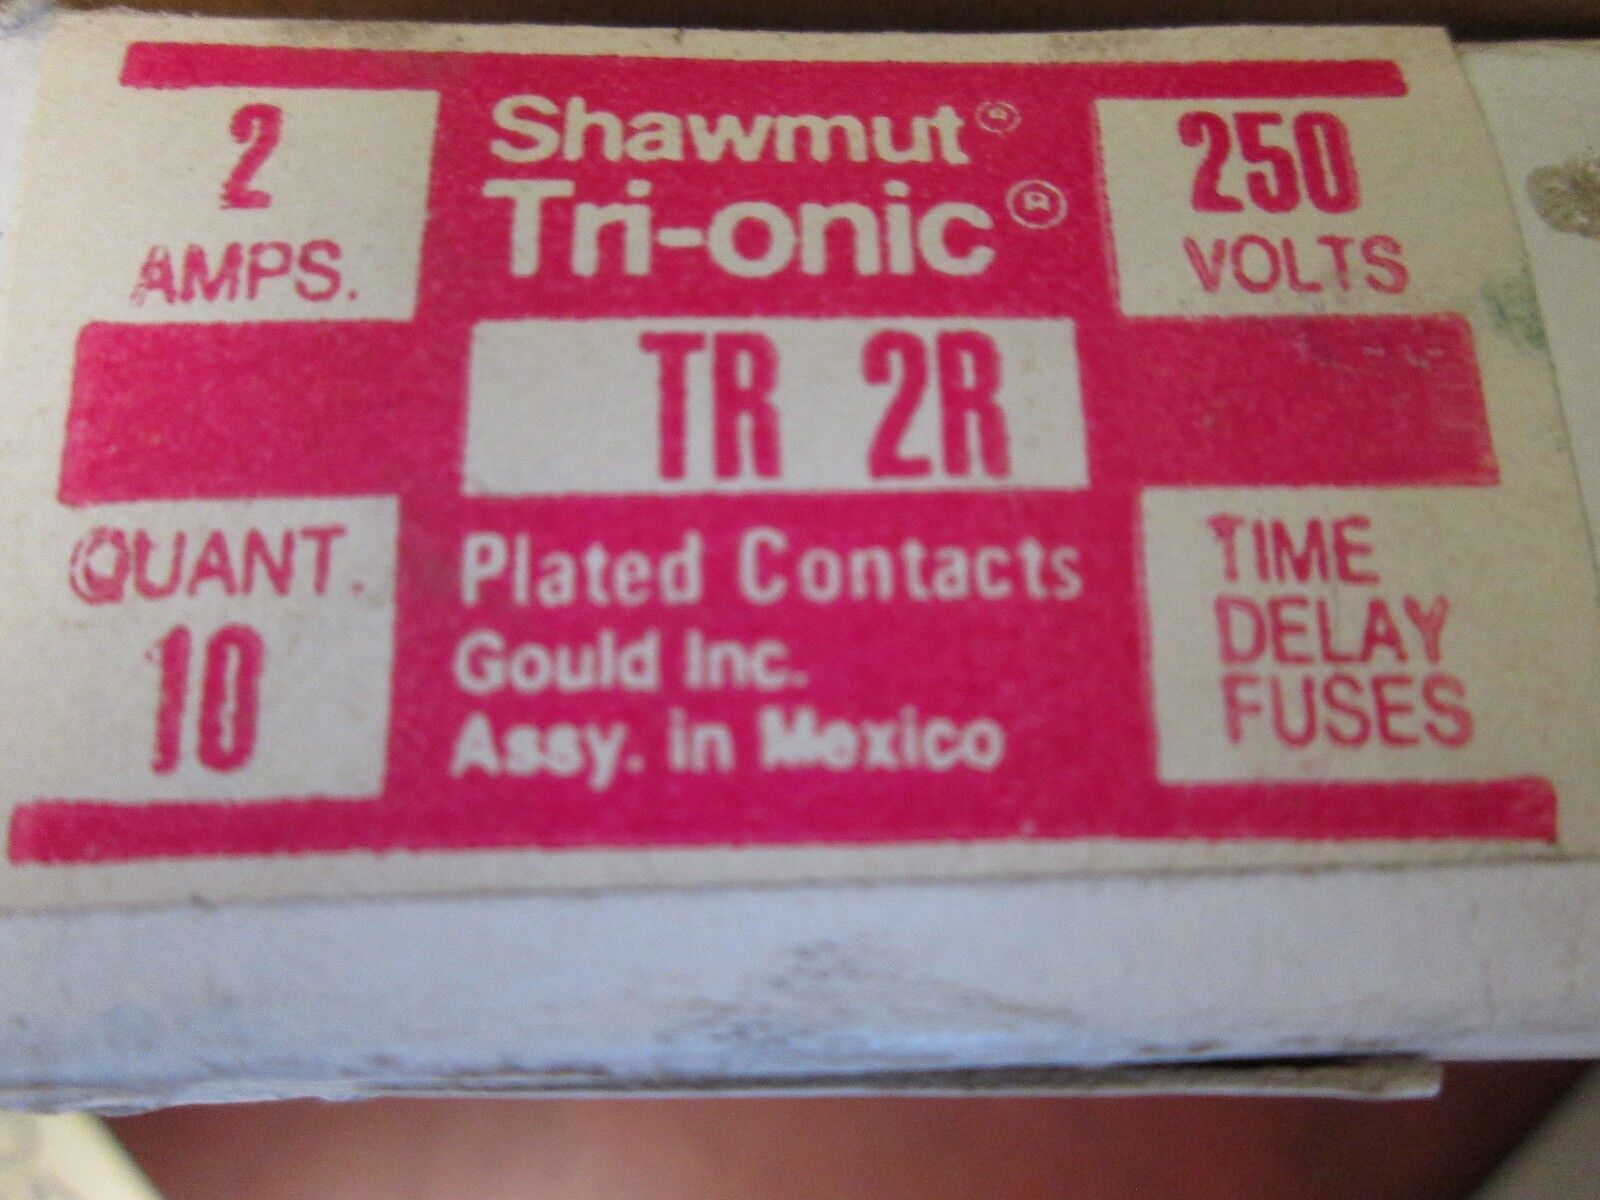 2
AMPS.
Shawmut®
Tri-onic®
250
VOLTS
TR 2R
QUANT.
10
Plated Contacts
Gould Inc.
Assy. in Mexico
TIME
DELAY
FUSES